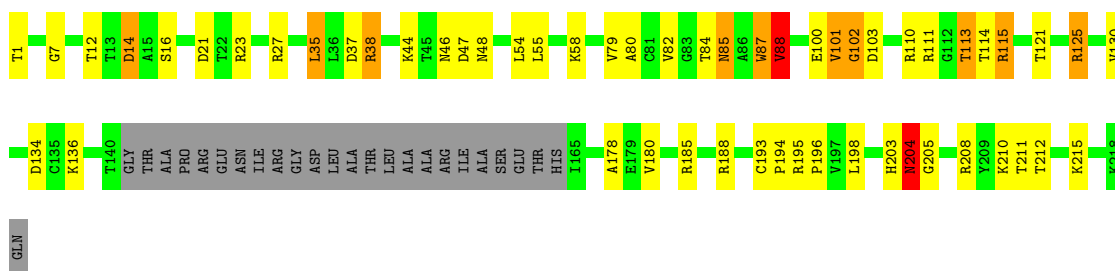 T1 G7 T12 T13 D14 A15 S16 D21 T22 R23 R27 L35 L36 D37 R38 K44 T45 N46 D47 N48 L54 L55 K58 V79 A80 C81 V82 G83 T84 N85 A86 W87 V88 E100 V101 G102 D103 R110 R111 G112 T113 T114 R115 T121 R125 V130
D134 C135 K136 T140 GLY THR ALA PRO ARG GLU ASN ILE ARG GLY ASP LEU ALA THR LEU ALA ALA ARG ILE ALA SER GLU THR HIS I165 A178 E179 V180 R185 R188 C193 P194 R195 P196 V197 L198 H203 N204 G205 R208 Y209 K210 T211 T212 K215 K218
GLN